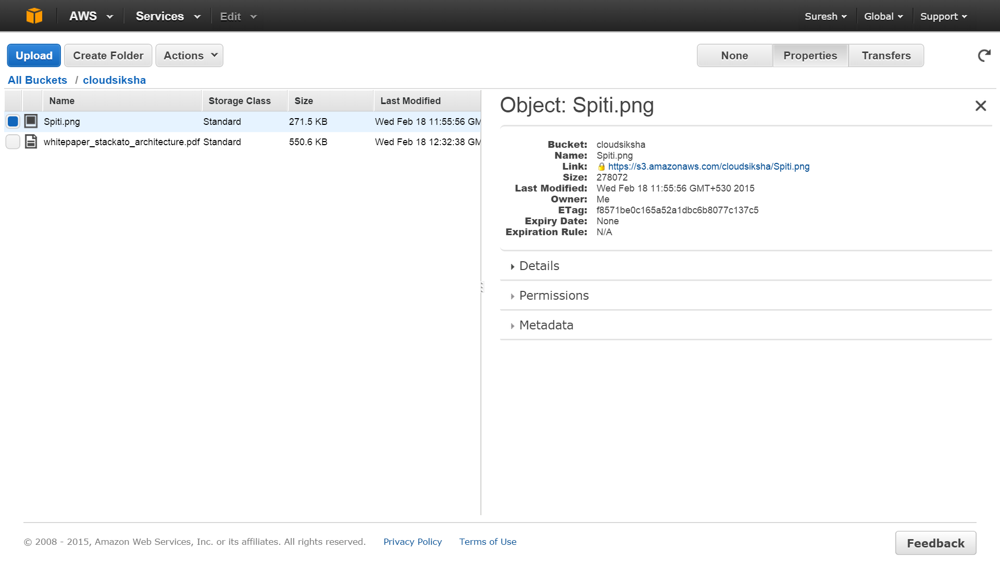 AWS Services Edit Suresh Global Support
Upload Create Folder Actions None Properties Transfers
All Buckets / cloudsiksha
Name Storage Class Size Last Modified
Spiti.png Standard 271.5 KB Wed Feb 18 11:55:56 GM
whitepaper_stackato_architecture.pdf Standard 550.6 KB Wed Feb 18 12:32:38 GM
Object: Spiti.png
Bucket: cloudsiksha
Name: Spiti.png
Link: https://s3.amazonaws.com/cloudsiksha/Spiti.png
Size: 278072
Last Modified: Wed Feb 18 11:55:56 GMT+530 2015
Owner: Me
ETag: f8571be0c165a52a1dbc6b8077c137c5
Expiry Date: None
Expiration Rule: N/A
Details
Permissions
Metadata
© 2008 - 2015, Amazon Web Services, Inc. or its affiliates. All rights reserved. Privacy Policy Terms of Use Feedback